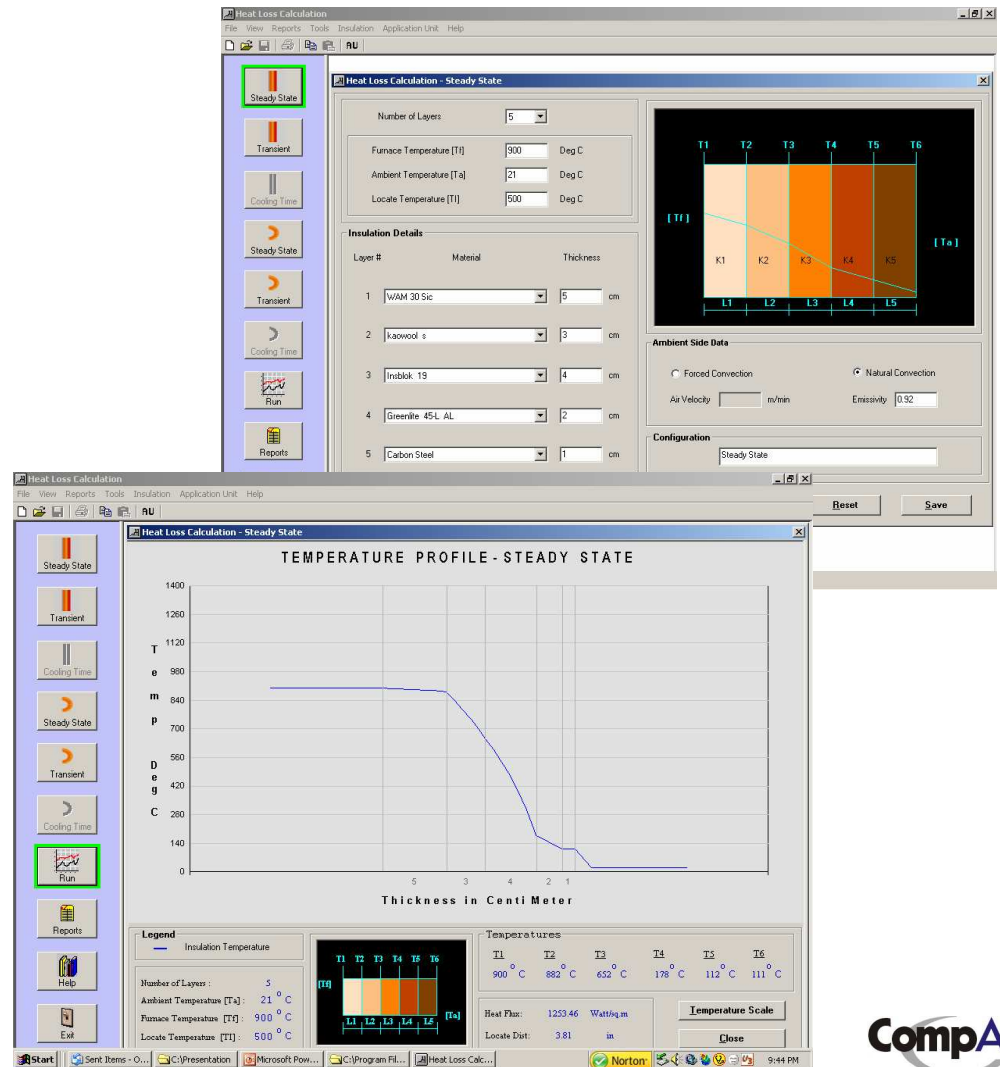 Heat Loss Calculation
File View Reports Tools Insulation Application Unit Help
AU
Steady State
Transient
Cooling Time
Steady State
Transient
Cooling Time
Run
Reports
Heat Loss Calculation - Steady State
Number of Layers 5
Furnace Temperature [Tf] 900 Deg C
Ambient Temperature [Ta] 21 Deg C
Locate Temperature [Tl] 500 Deg C
Insulation Details
Layer # Material Thickness
1 WAM 30 Sic 5 cm
2 kaowool s 3 cm
3 Insblok 19 4 cm
4 Greenlite 45-L AL 2 cm
5 Carbon Steel 1 cm
T1 T2 T3 T4 T5 T6
[ Tf ]
[ Ta ]
K1 K2 K3 K4 K5
L1 L2 L3 L4 L5
Ambient Side Data
Forced Convection Natural Convection
Air Velocity m/min Emissivity 0.92
Configuration
Steady State
Reset Save
Heat Loss Calculation
File View Reports Tools Insulation Application Unit Help
AU
Steady State
Transient
Cooling Time
Steady State
Transient
Cooling Time
Run
Reports
Help
Exit
Heat Loss Calculation - Steady State
TEMPERATURE PROFILE - STEADY STATE
Temp Deg C
1400
1260
1120
980
840
700
560
420
280
140
0
5 3 4 2 1
Thickness in CentiMeter
Legend
Insulation Temperature
Number of Layers : 5
Ambient Temperature [Ta] : 21 °C
Furnace Temperature [Tf] : 900 °C
Locate Temperature [Tl] : 500 °C
T1 T2 T3 T4 T5 T6
[Tf]
[Ta]
L1 L2 L3 L4 L5
Temperatures
T1 T2 T3 T4 T5 T6
900 °C 882 °C 652 °C 178 °C 112 °C 111 °C
Heat Flux: 1253.46 Watt/sq.m
Locate Dist: 3.81 in
Temperature Scale
Close
Start Sent Items - O... C:\Presentation Microsoft Pow... C:\Program Fil... Heat Loss Calc... Norton 9:44 PM
CompA